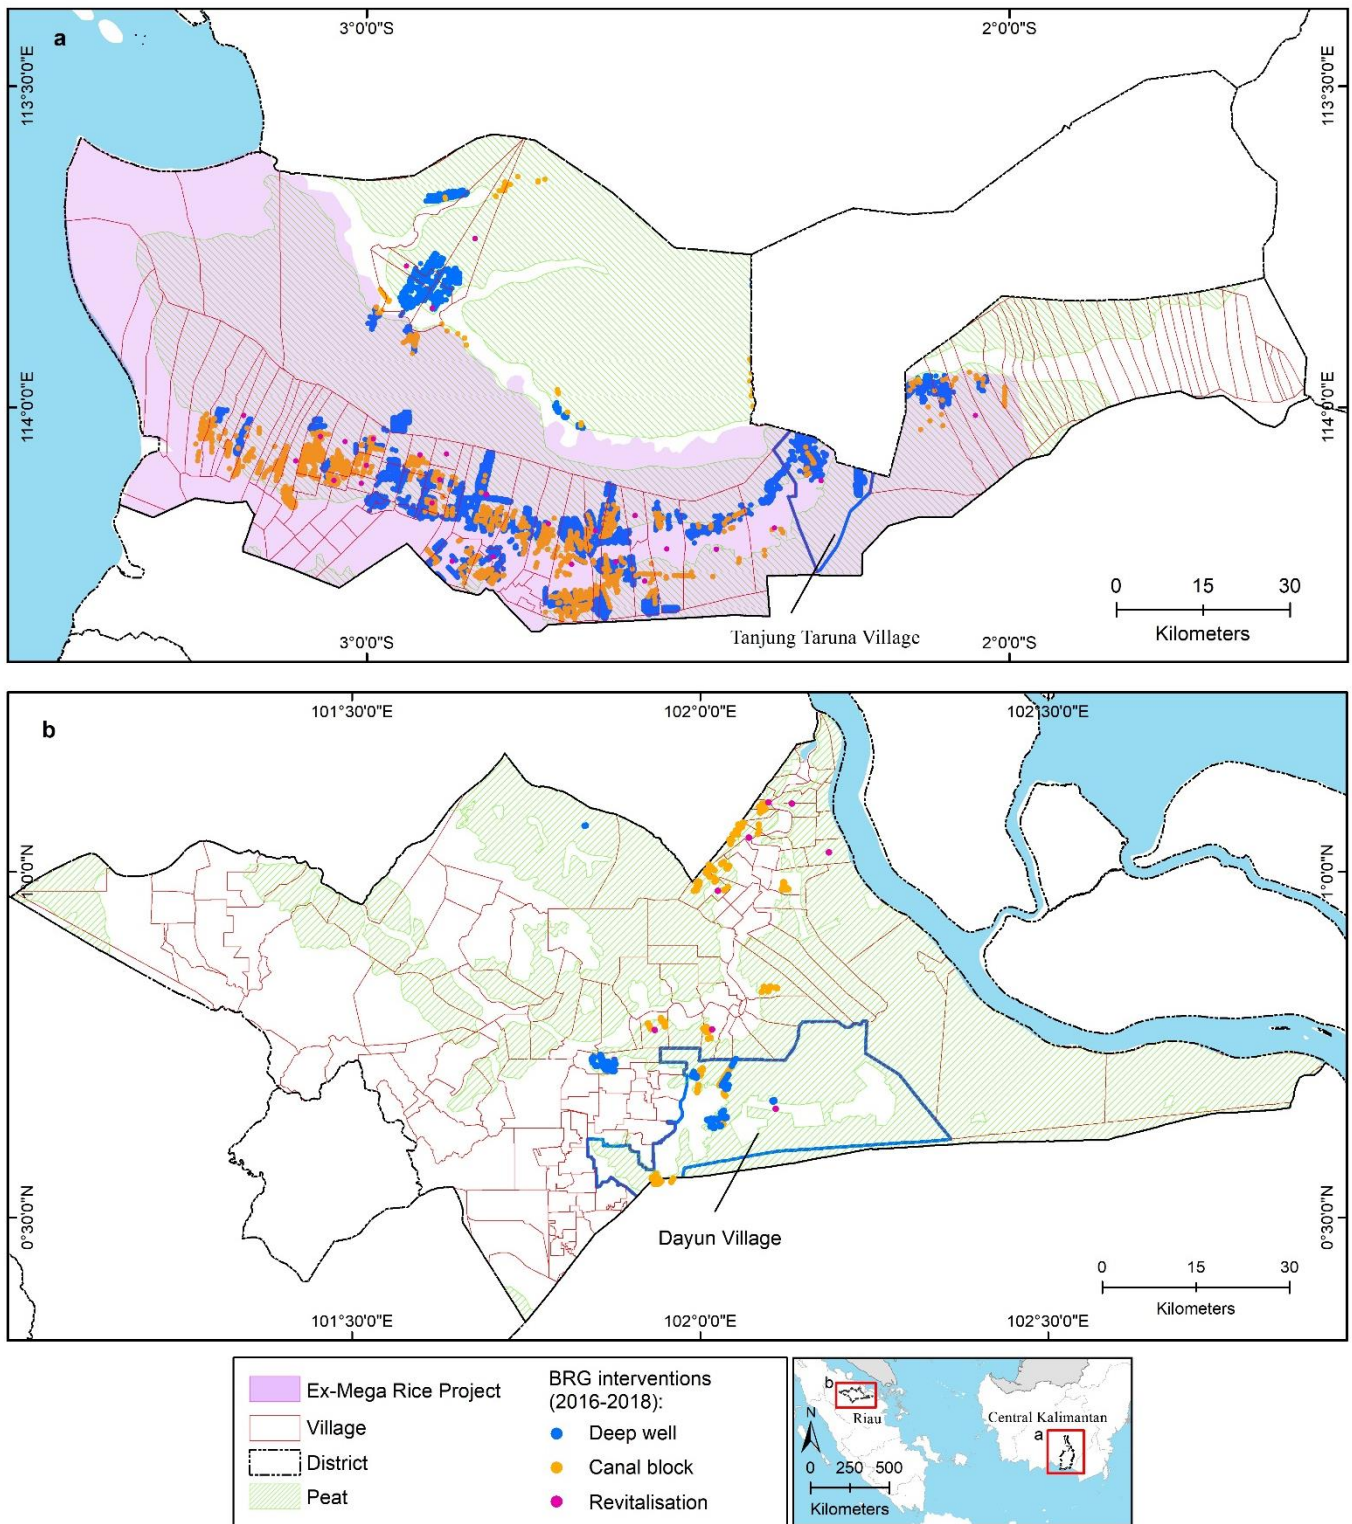 a
3°0'0"S
2°0'0"S
113°30'0"E
113°30'0"E
114°0'0"E
114°0'0"E
0 15 30
Kilometers
Tanjung Taruna Village
3°0'0"S
2°0'0"S
b
101°30'0"E
102°0'0"E
102°30'0"E
1°0'0"N
1°0'0"N
0°30'0"N
0°30'0"N
Dayun Village
0 15 30
Kilometers
101°30'0"E
102°0'0"E
102°30'0"E
Ex-Mega Rice Project
Village
District
Peat
BRG interventions
(2016-2018):
Deep well
Canal block
Revitalisation
b
Riau
Central Kalimantan
a
N
0 250 500
Kilometers